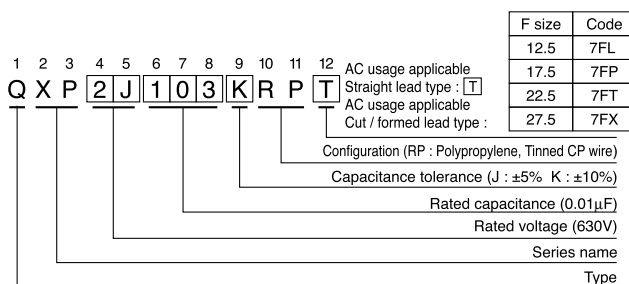 1 2 3 4 5 6 7 8 9 10 11 12
Q X P 2 J 1 0 3 K R P T
AC usage applicable
Straight lead type : T
AC usage applicable
Cut / formed lead type :
F size Code
12.5 7FL
17.5 7FP
22.5 7FT
27.5 7FX
Configuration (RP : Polypropylene, Tinned CP wire)
Capacitance tolerance (J : ±5% K : ±10%)
Rated capacitance (0.01µF)
Rated voltage (630V)
Series name
Type